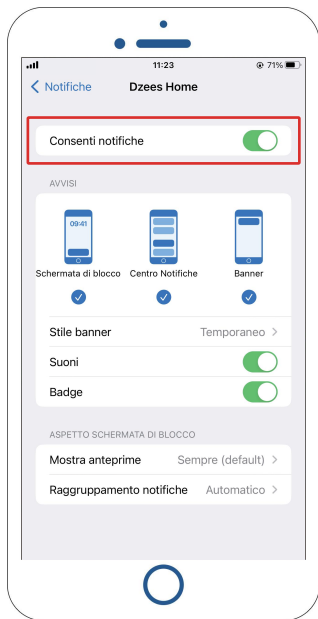 11:23
71%
Notifiche
Dzees Home
Consenti notifiche
AVVISI
09:41
Schermata di blocco
Centro Notifiche
Banner
Stile banner
Temporaneo
Suoni
Badge
ASPETTO SCHERMATA DI BLOCCO
Mostra anteprime
Sempre (default)
Raggruppamento notifiche
Automatico